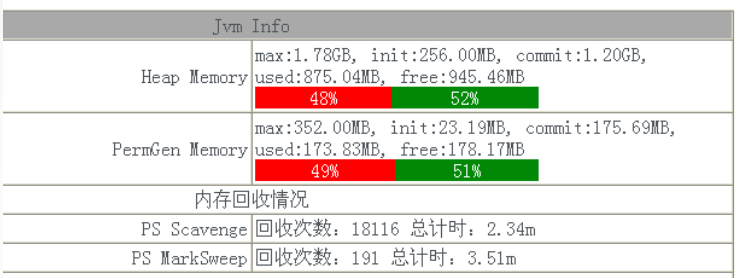 Jvm Info
Heap Memory
max:1.78GB, init:256.00MB, commit:1.20GB,
used:875.04MB, free:945.46MB
48% 52%
PermGen Memory
max:352.00MB, init:23.19MB, commit:175.69MB,
used:173.83MB, free:178.17MB
49% 51%
内存回收情况
PS Scavenge 回收次数: 18116 总计时: 2.34m
PS MarkSweep 回收次数: 191 总计时: 3.51m